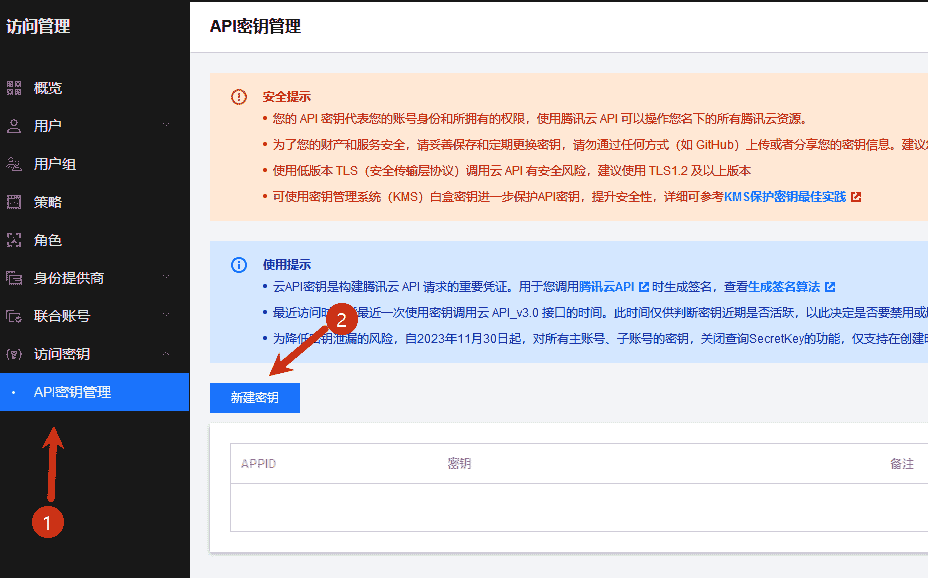 访问管理
API密钥管理
概览
用户
用户组
策略
角色
身份提供商
联合账号
访问密钥
API密钥管理
1
安全提示
• 您的 API 密钥代表您的账号身份和所拥有的权限，使用腾讯云 API 可以操作您名下的所有腾讯云资源。
• 为了您的财产和服务安全，请妥善保存和定期更换密钥，请勿通过任何方式（如 GitHub）上传或者分享您的密钥信息。建议
• 使用低版本 TLS（安全传输层协议）调用云 API 有安全风险，建议使用 TLS1.2 及以上版本
• 可使用密钥管理系统（KMS）白盒密钥进一步保护API密钥，提升安全性，详细可参考KMS保护密钥最佳实践
使用提示
• 云API密钥是构建腾讯云 API 请求的重要凭证。用于您调用腾讯云API 时生成签名，查看生成签名算法
• 最近访问时 最近一次使用密钥调用云 API_v3.0 接口的时间。此时间仅供判断密钥近期是否活跃，以此决定是否要禁用或
• 为降低密钥泄漏的风险，自2023年11月30日起，对所有主账号、子账号的密钥，关闭查询SecretKey的功能，仅支持在创建
2
新建密钥
APPID 密钥 备注